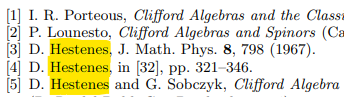 [1] I. R. Porteous, Clifford Algebras and the Classi
[2] P. Lounesto, Clifford Algebras and Spinors (Ca
[3] D. Hestenes, J. Math. Phys. 8, 798 (1967).
[4] D. Hestenes, in [32], pp. 321–346.
[5] D. Hestenes and G. Sobczyk, Clifford Algebra